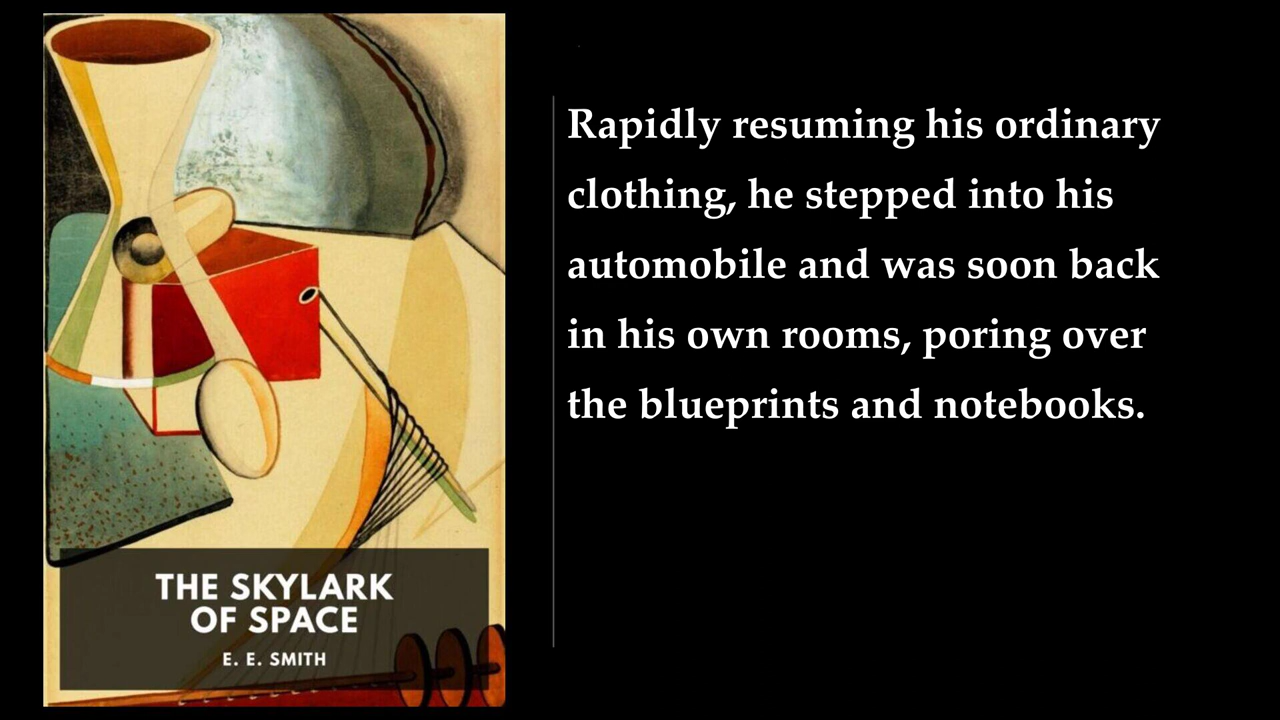 THE SKYLARK
OF SPACE
E. E. SMITH
Rapidly resuming his ordinary
clothing, he stepped into his
automobile and was soon back
in his own rooms, poring over
the blueprints and notebooks.